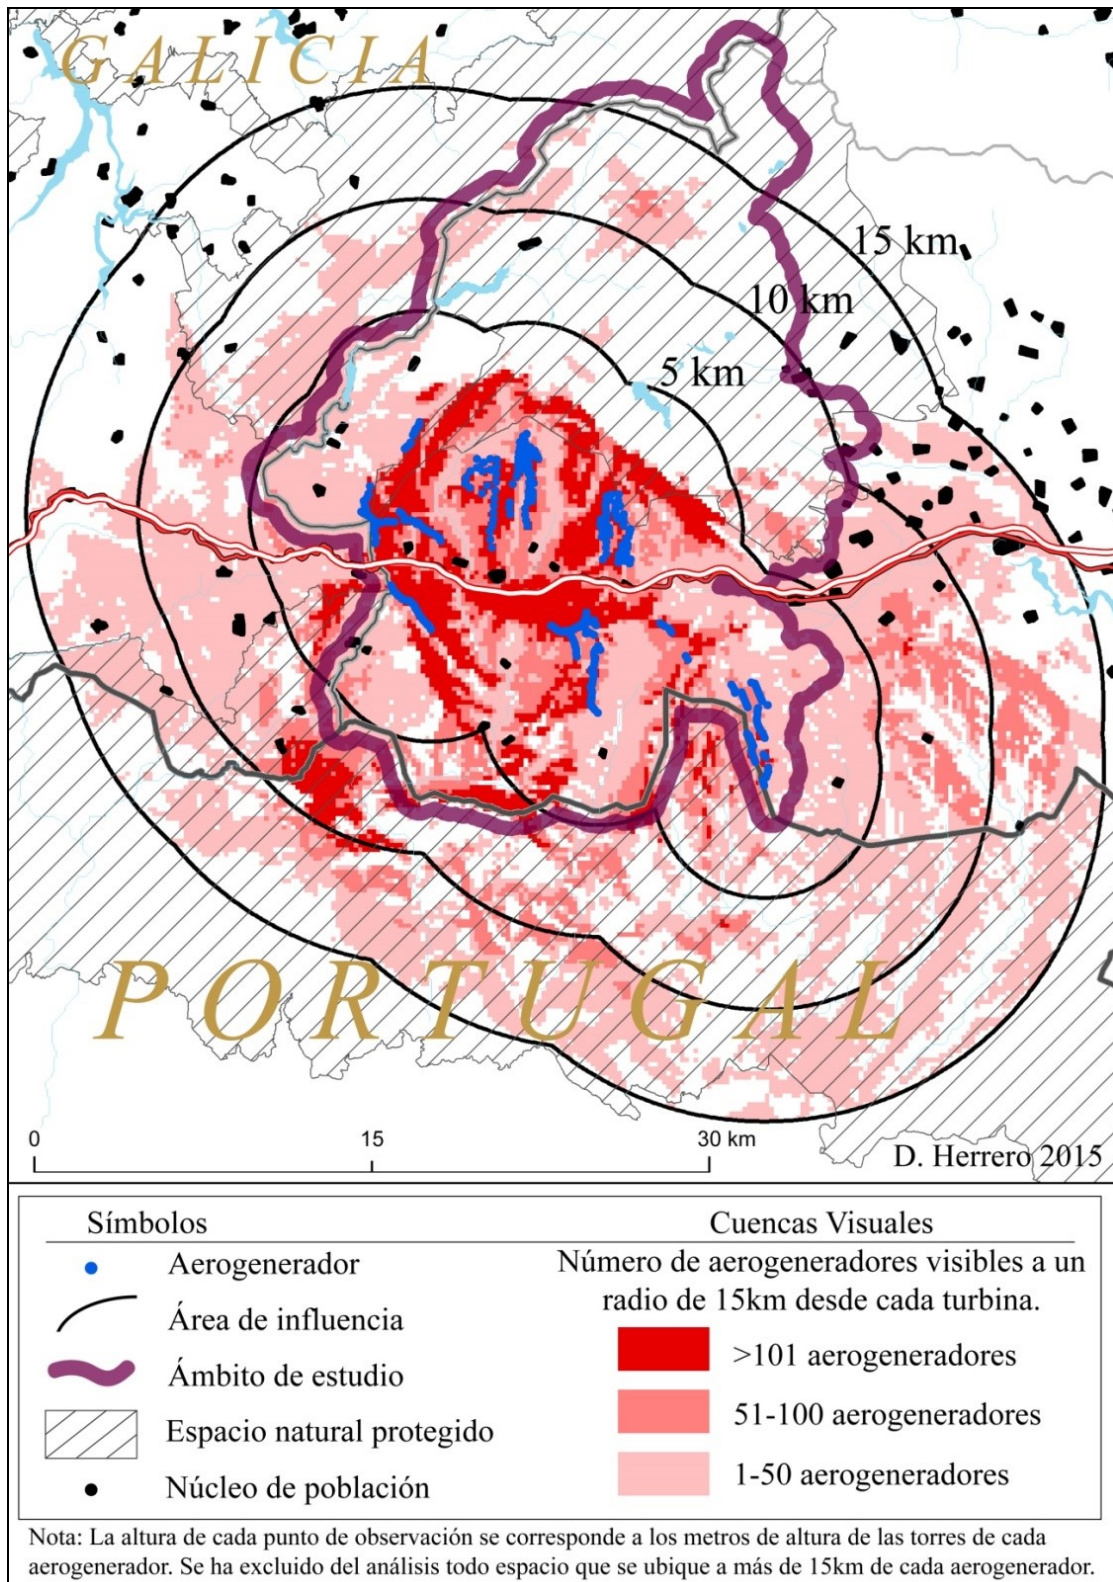 GALICIA
15 km
10 km
5 km
PORTUGAL
0 15 30 km
D. Herrero 2015
Símbolos
Aerogenerador
Área de influencia
Ámbito de estudio
Espacio natural protegido
Núcleo de población
Cuencas Visuales
Número de aerogeneradores visibles a un
radio de 15km desde cada turbina.
>101 aerogeneradores
51-100 aerogeneradores
1-50 aerogeneradores
Nota: La altura de cada punto de observación se corresponde a los metros de altura de las torres de cada
aerogenerador. Se ha excluido del análisis todo espacio que se ubique a más de 15km de cada aerogenerador.